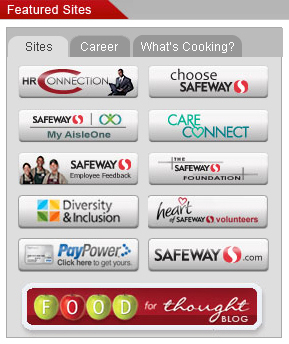 Featured Sites
Sites Career What's Cooking?
HR CONNECTION
choose SAFEWAY
SAFEWAY
My AisleOne
CARE CONNECT
SAFEWAY
Employee Feedback
THE SAFEWAY FOUNDATION
Diversity & Inclusion
heart of SAFEWAY volunteers
PayPower.
Click here to get yours.
SAFEWAY .com
FOOD for thought
BLOG